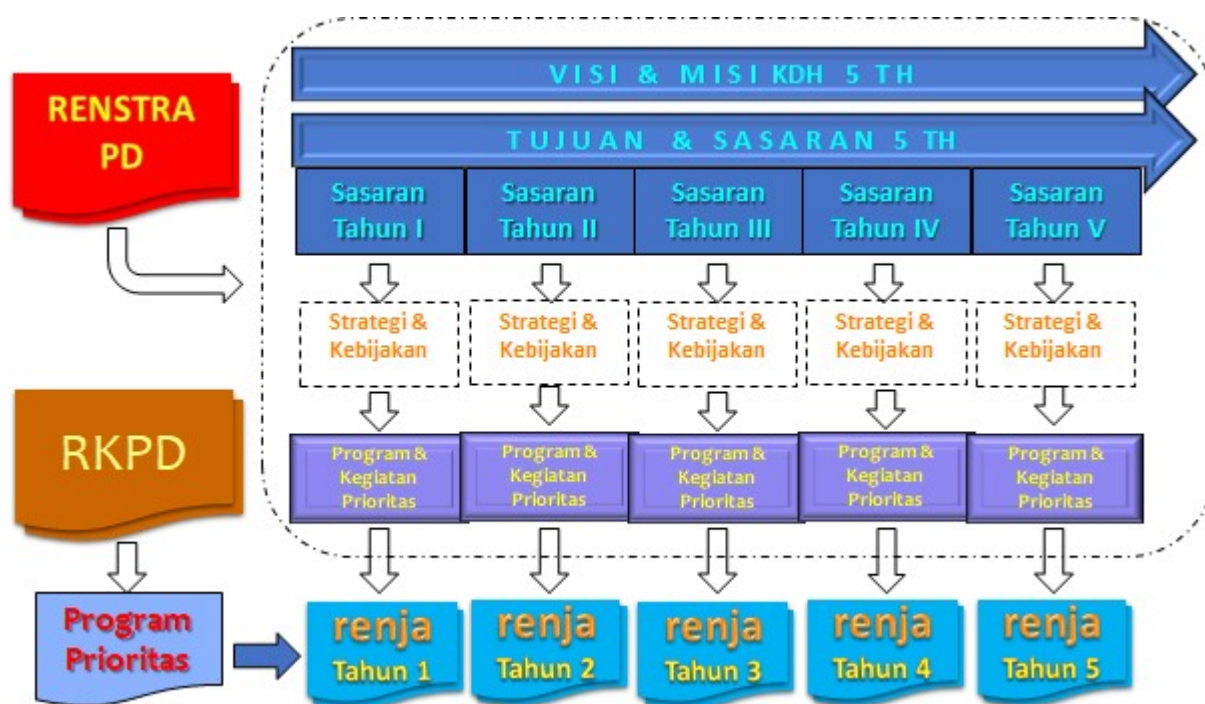 VISI & MISI KDH 5 TH
RENSTRA
PD
TUJUAN & SASARAN 5 TH
Sasaran
Tahun I
Sasaran
Tahun II
Sasaran
Tahun III
Sasaran
Tahun IV
Sasaran
Tahun V
Strategi &
Kebijakan
Strategi &
Kebijakan
Strategi &
Kebijakan
Strategi &
Kebijakan
Strategi &
Kebijakan
RKPD
Program &
Kegiatan
Prioritas
Program &
Kegiatan
Prioritas
Program &
Kegiatan
Prioritas
Program &
Kegiatan
Prioritas
Program &
Kegiatan
Prioritas
Program
Prioritas
renja
Tahun 1
renja
Tahun 2
renja
Tahun 3
renja
Tahun 4
renja
Tahun 5